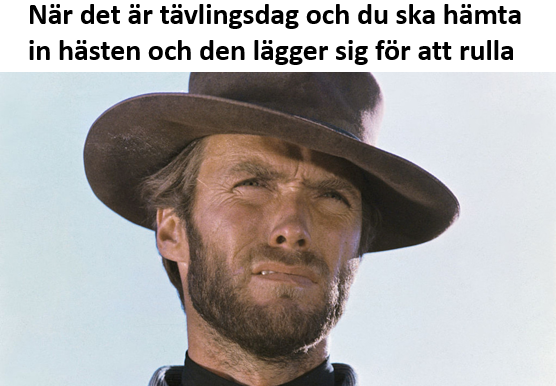 När det är tävlingsdag och du ska hämta
in hästen och den lägger sig för att rulla